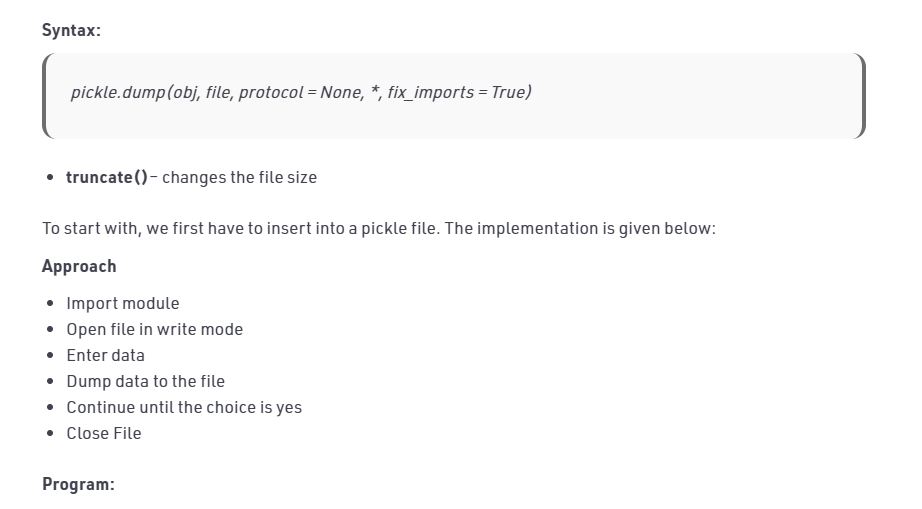 Syntax:
pickle.dump(obj, file, protocol = None, *, fix_imports = True)
• truncate()– changes the file size
To start with, we first have to insert into a pickle file. The implementation is given below:
Approach
• Import module
• Open file in write mode
• Enter data
• Dump data to the file
• Continue until the choice is yes
• Close File
Program: